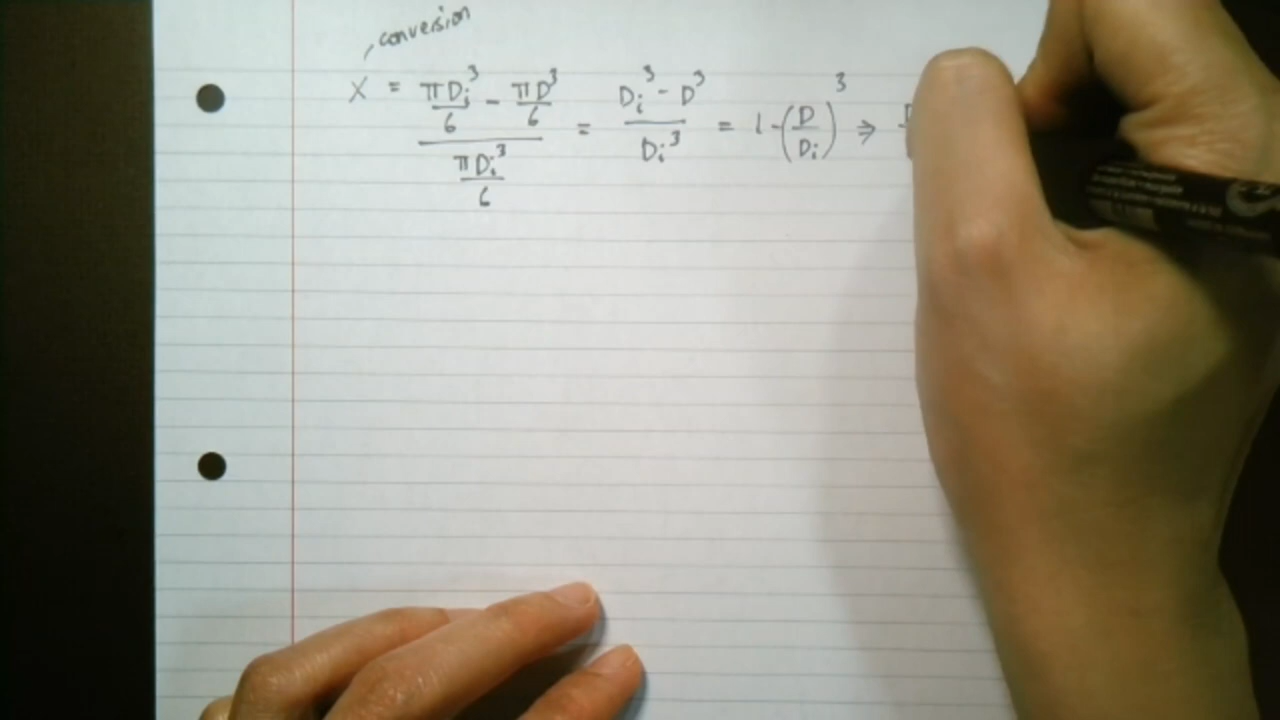 conversion
X = (πDi³/6 - πD³/6) / (πDi³/6) = (Di³ - D³) / Di³ = 1 - (D/Di)³ ⇒